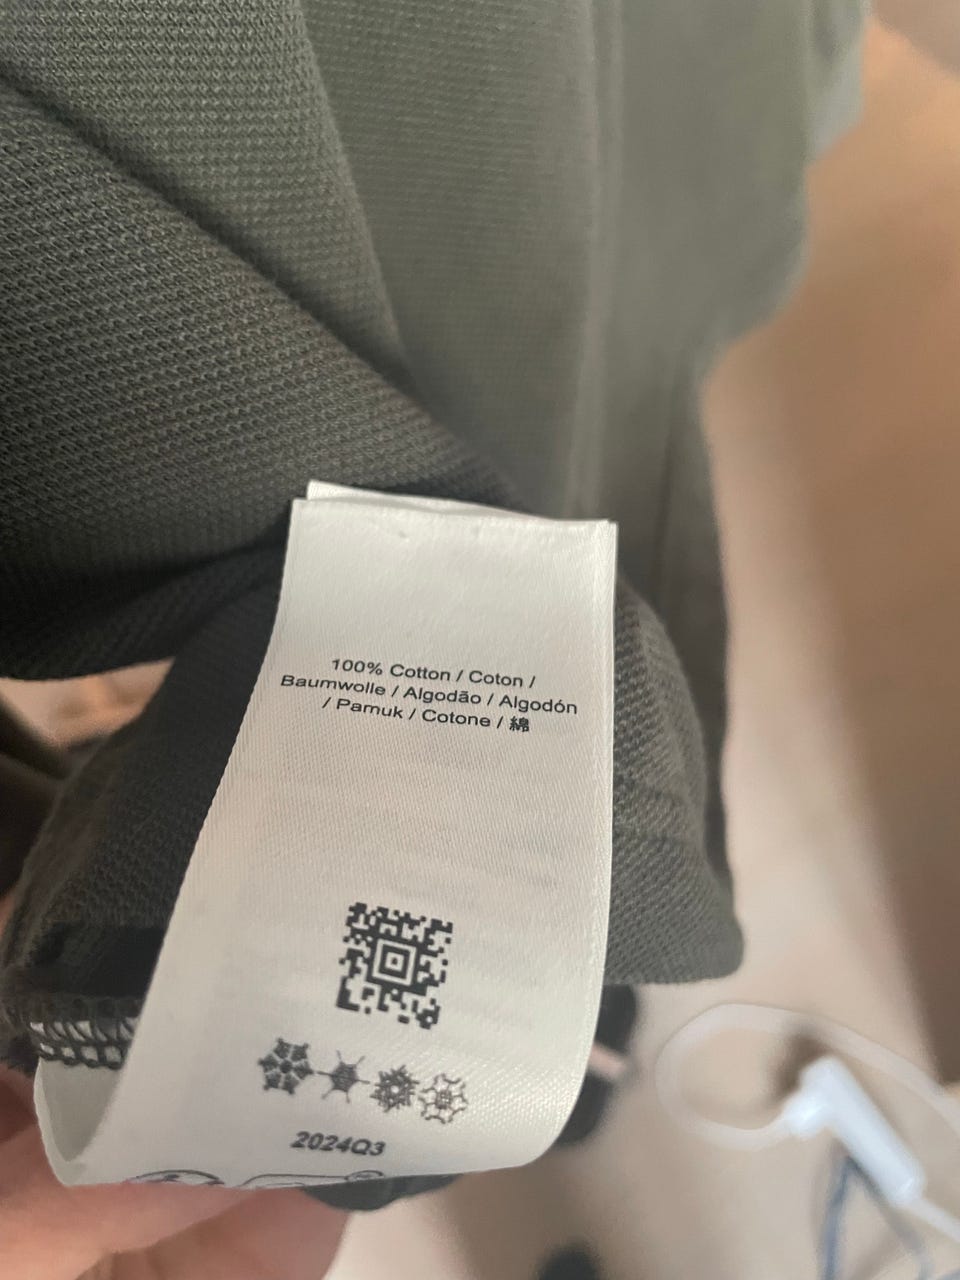 100% Cotton / Coton /
Baumwolle / Algodão / Algodón
/ Pamuk / Cotone / 綿
2024Q3